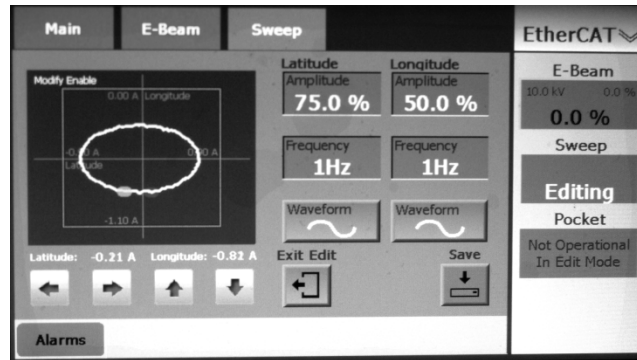 Main
E-Beam
Sweep
EtherCAT
Modify Enable
0.00 A Longitude
Latitude
-1.10 A
Latitude: -0.21 A Longitude: -0.82 A
Latitude
Amplitude
75.0 %
Longitude
Amplitude
50.0 %
Frequency
1Hz
Frequency
1Hz
Waveform
Waveform
Exit Edit
Save
E-Beam
10.0 kV 0.0 %
0.0 %
Sweep
Editing
Pocket
Not Operational
In Edit Mode
Alarms